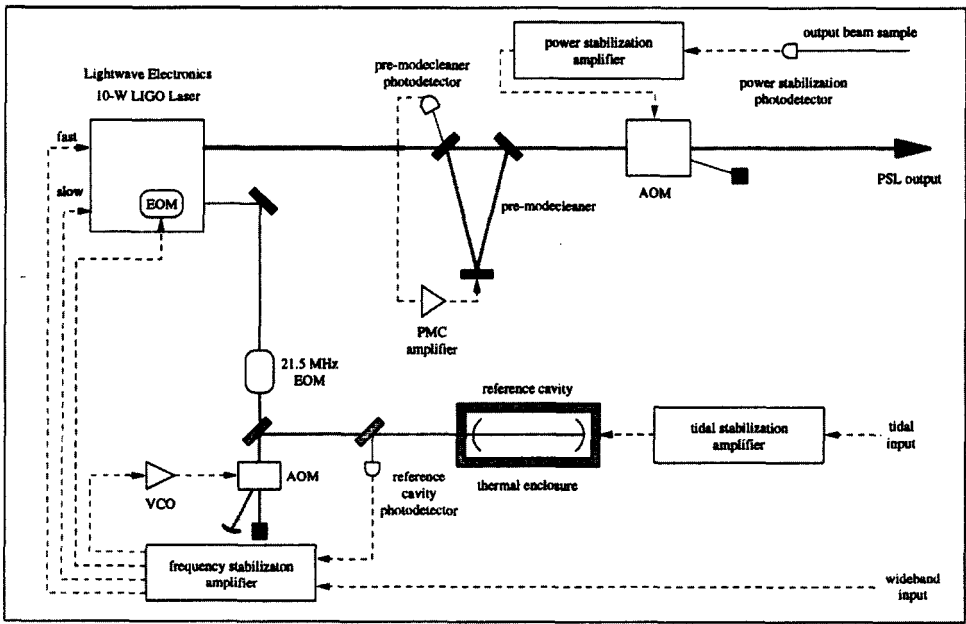 power stabilization
amplifier
output beam sample
power stabilization
photodetector
pre-modecleaner
photodetector
Lightwave Electronics
10-W LIGO Laser
fast
slow
EOM
AOM
PSL output
pre-modecleaner
PMC
amplifier
21.5 MHz
EOM
reference cavity
thermal enclosure
tidal stabilization
amplifier
tidal
input
VCO
AOM
reference
cavity
photodetector
frequency stabilizaton
amplifier
wideband
input